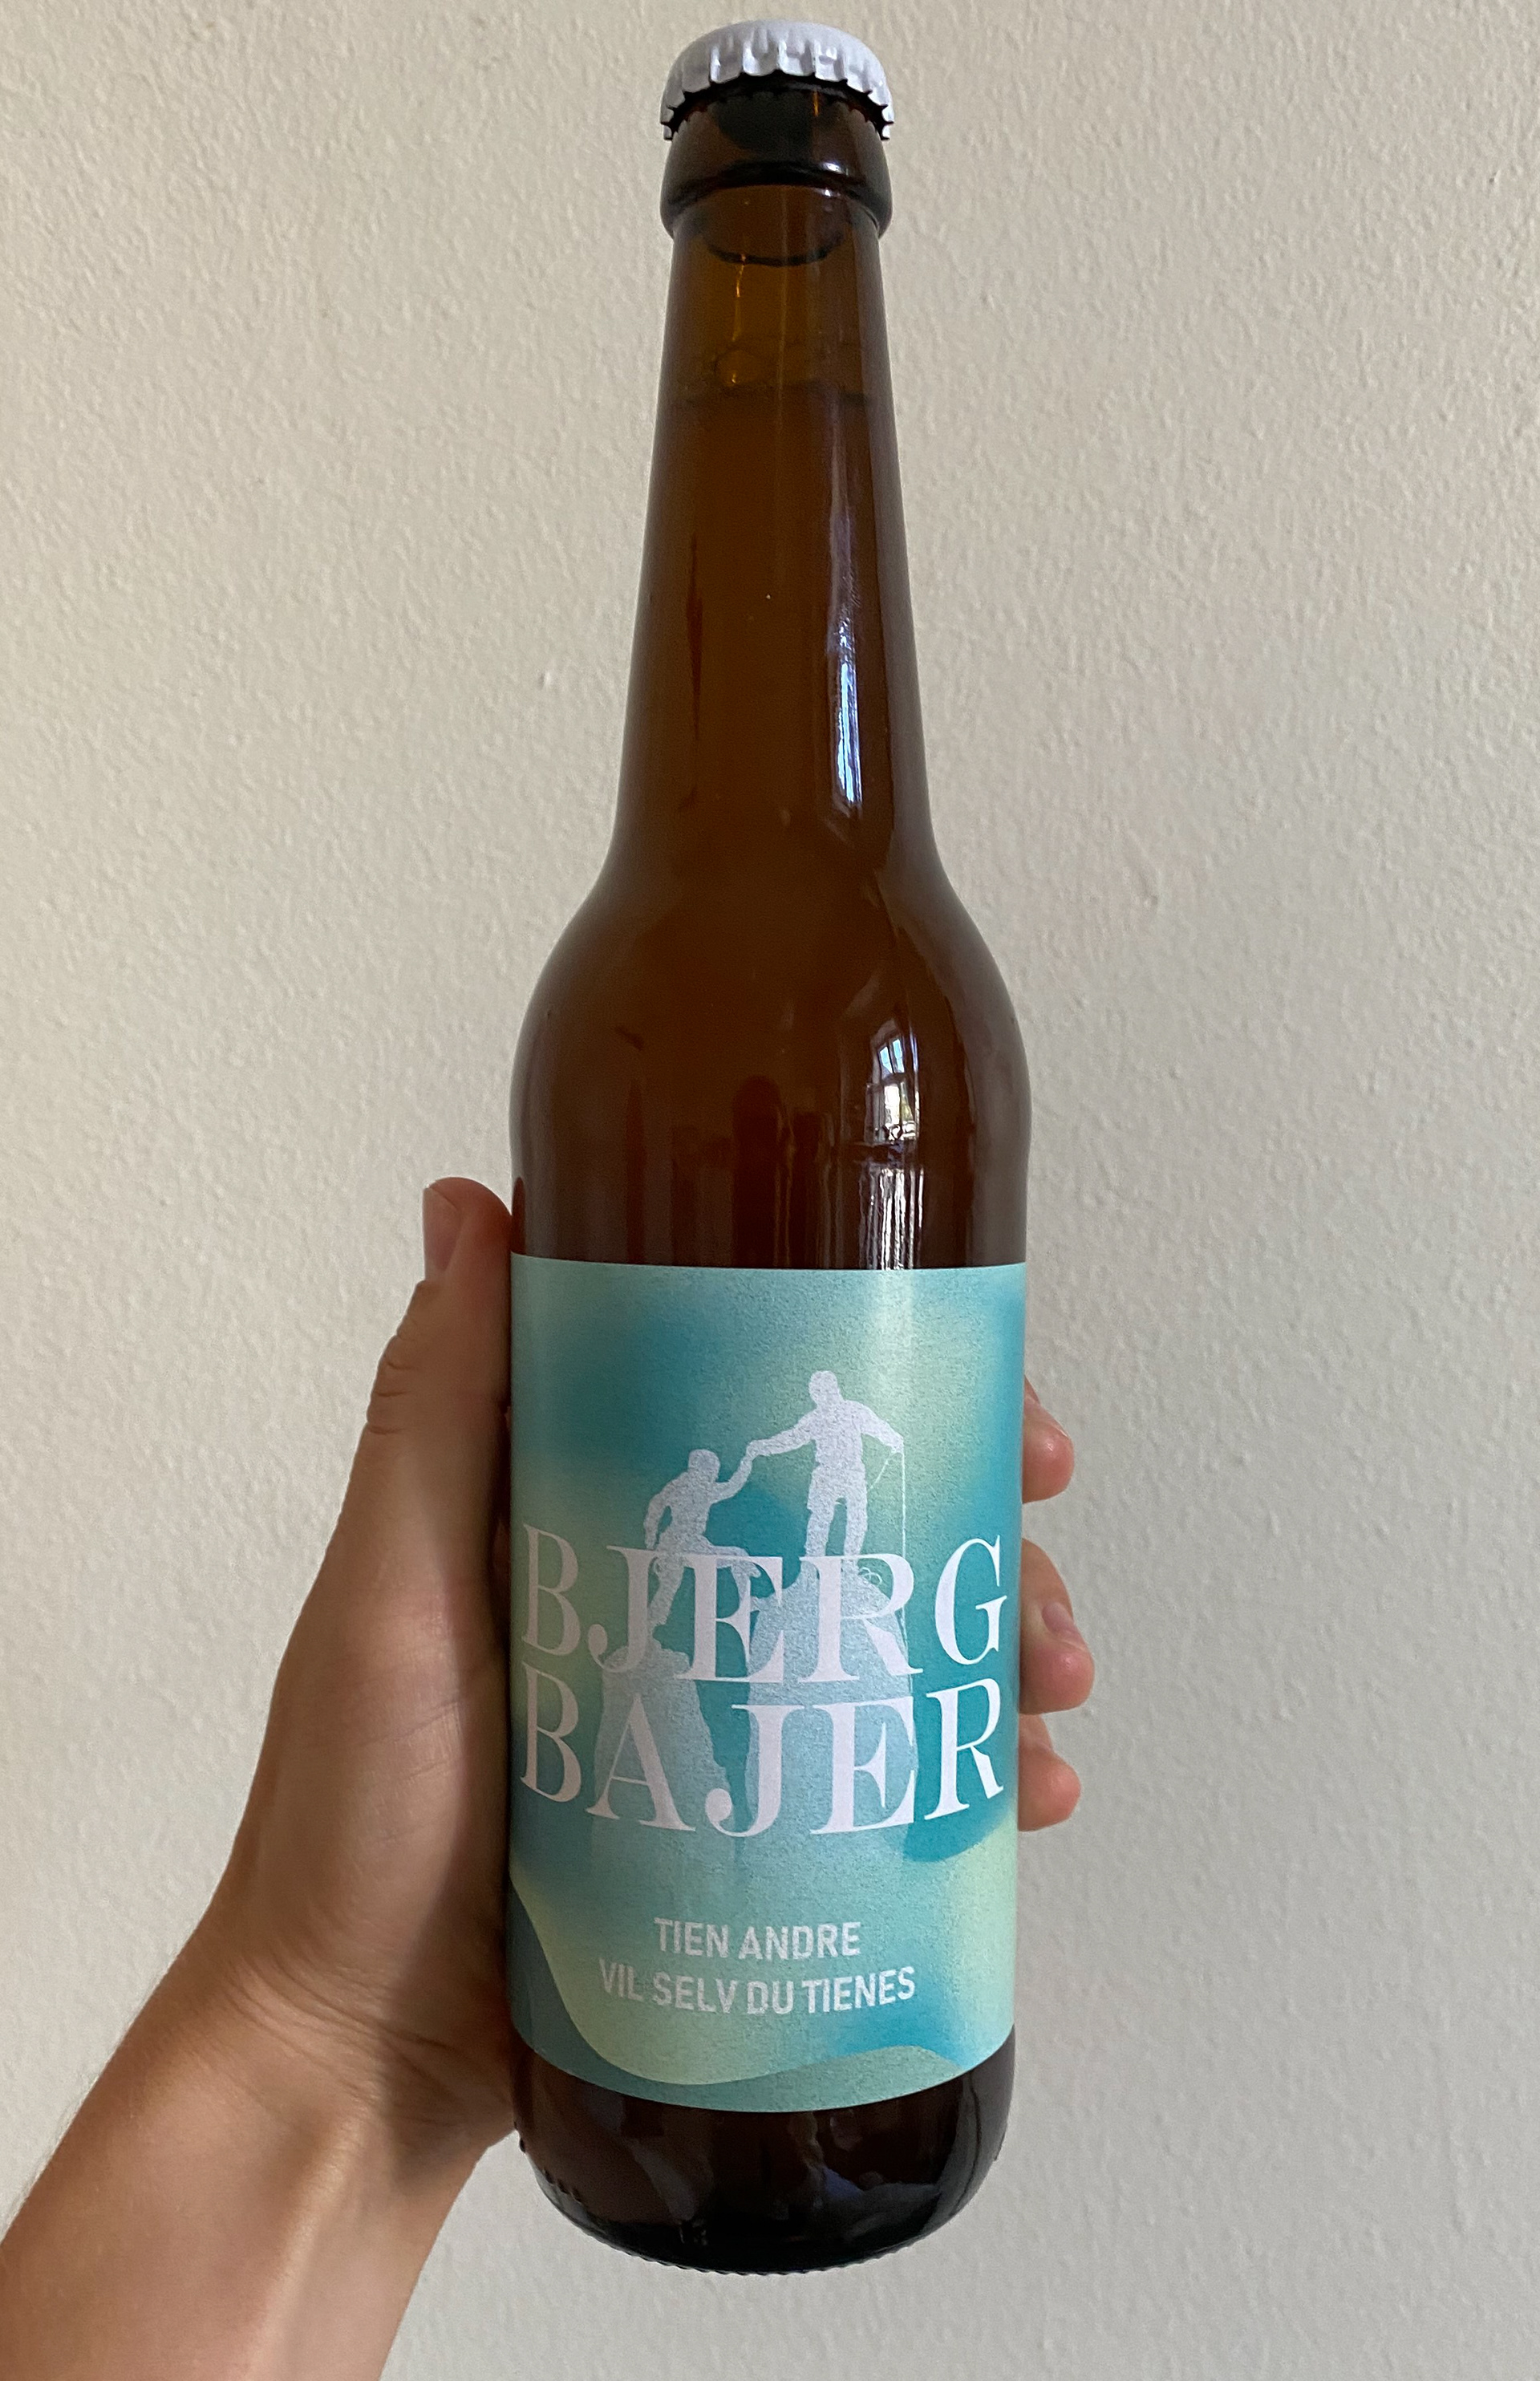 BJERG
BAJER
TIEN ANDRE
VIL SELV DU TIENES